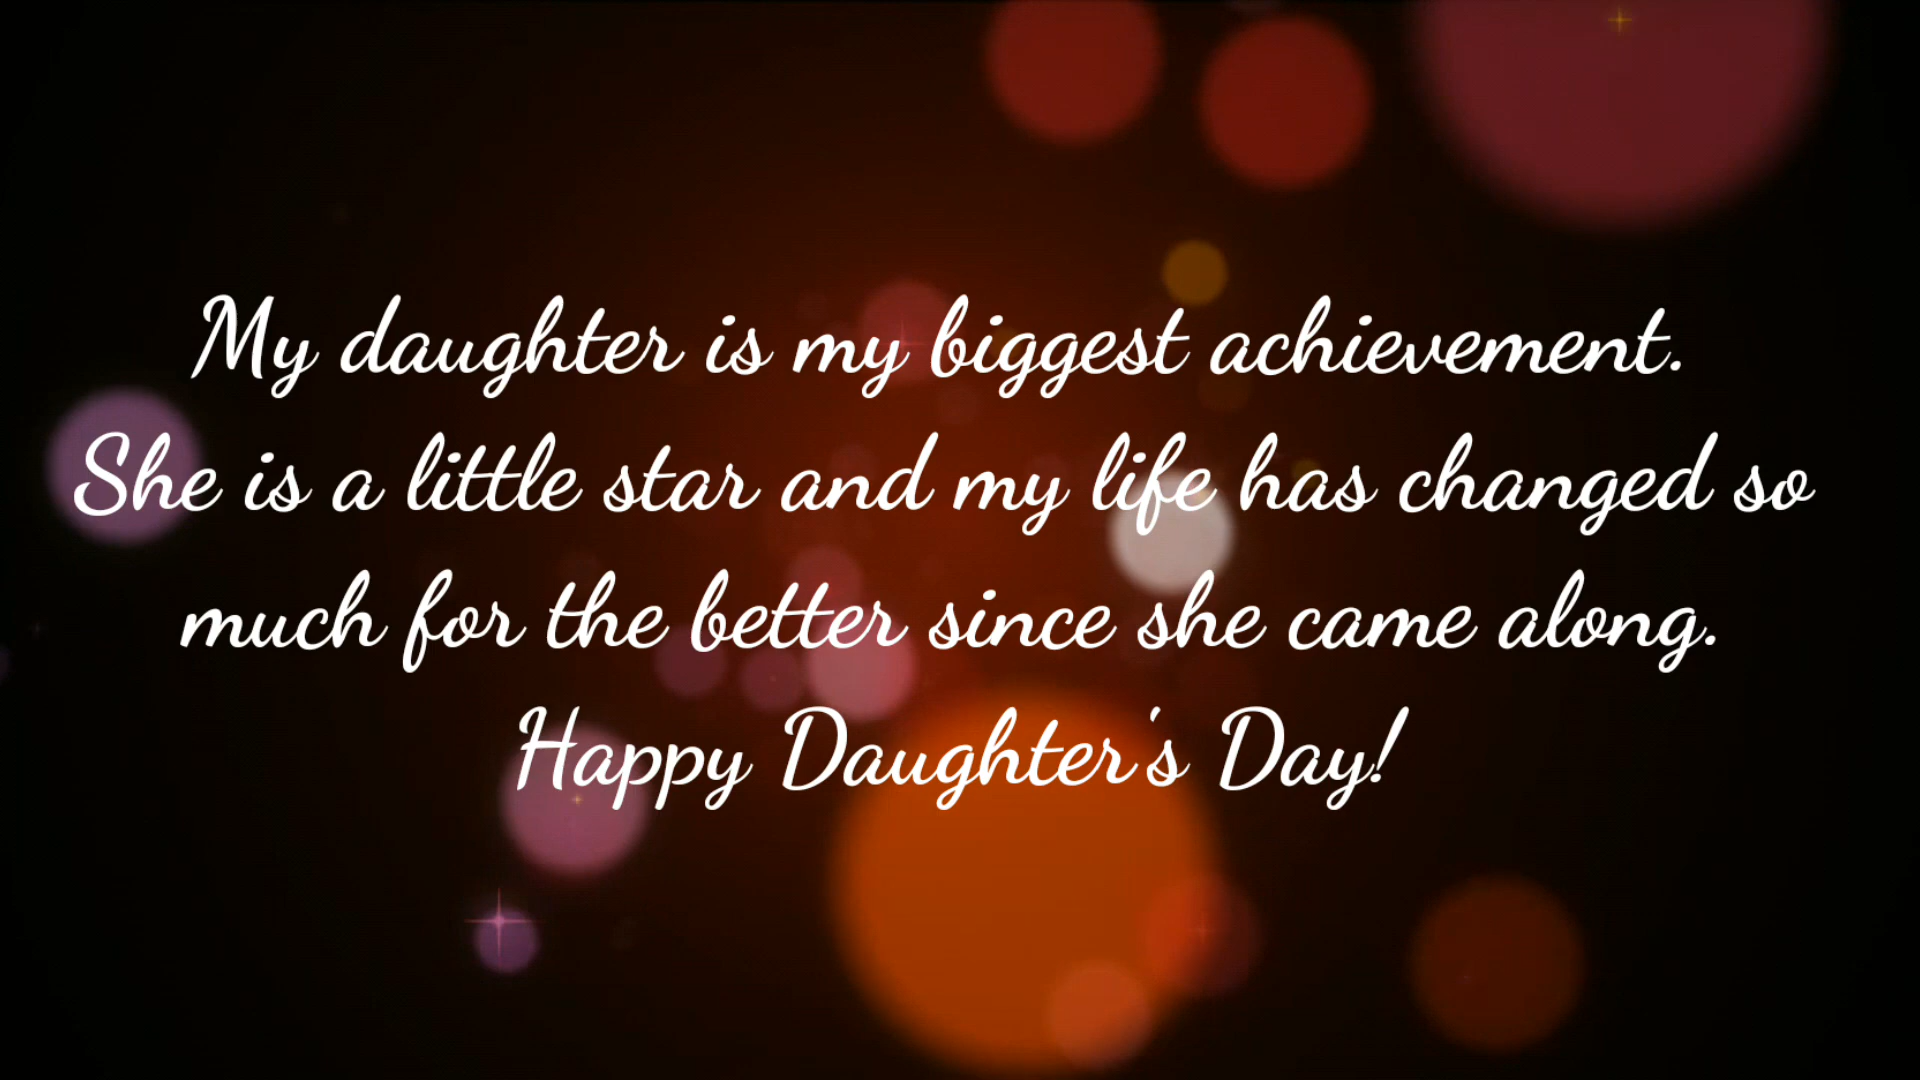 My daughter is my biggest achievement.
She is a little star and my life has changed so
much for the better since she came along.
Happy Daughter's Day!